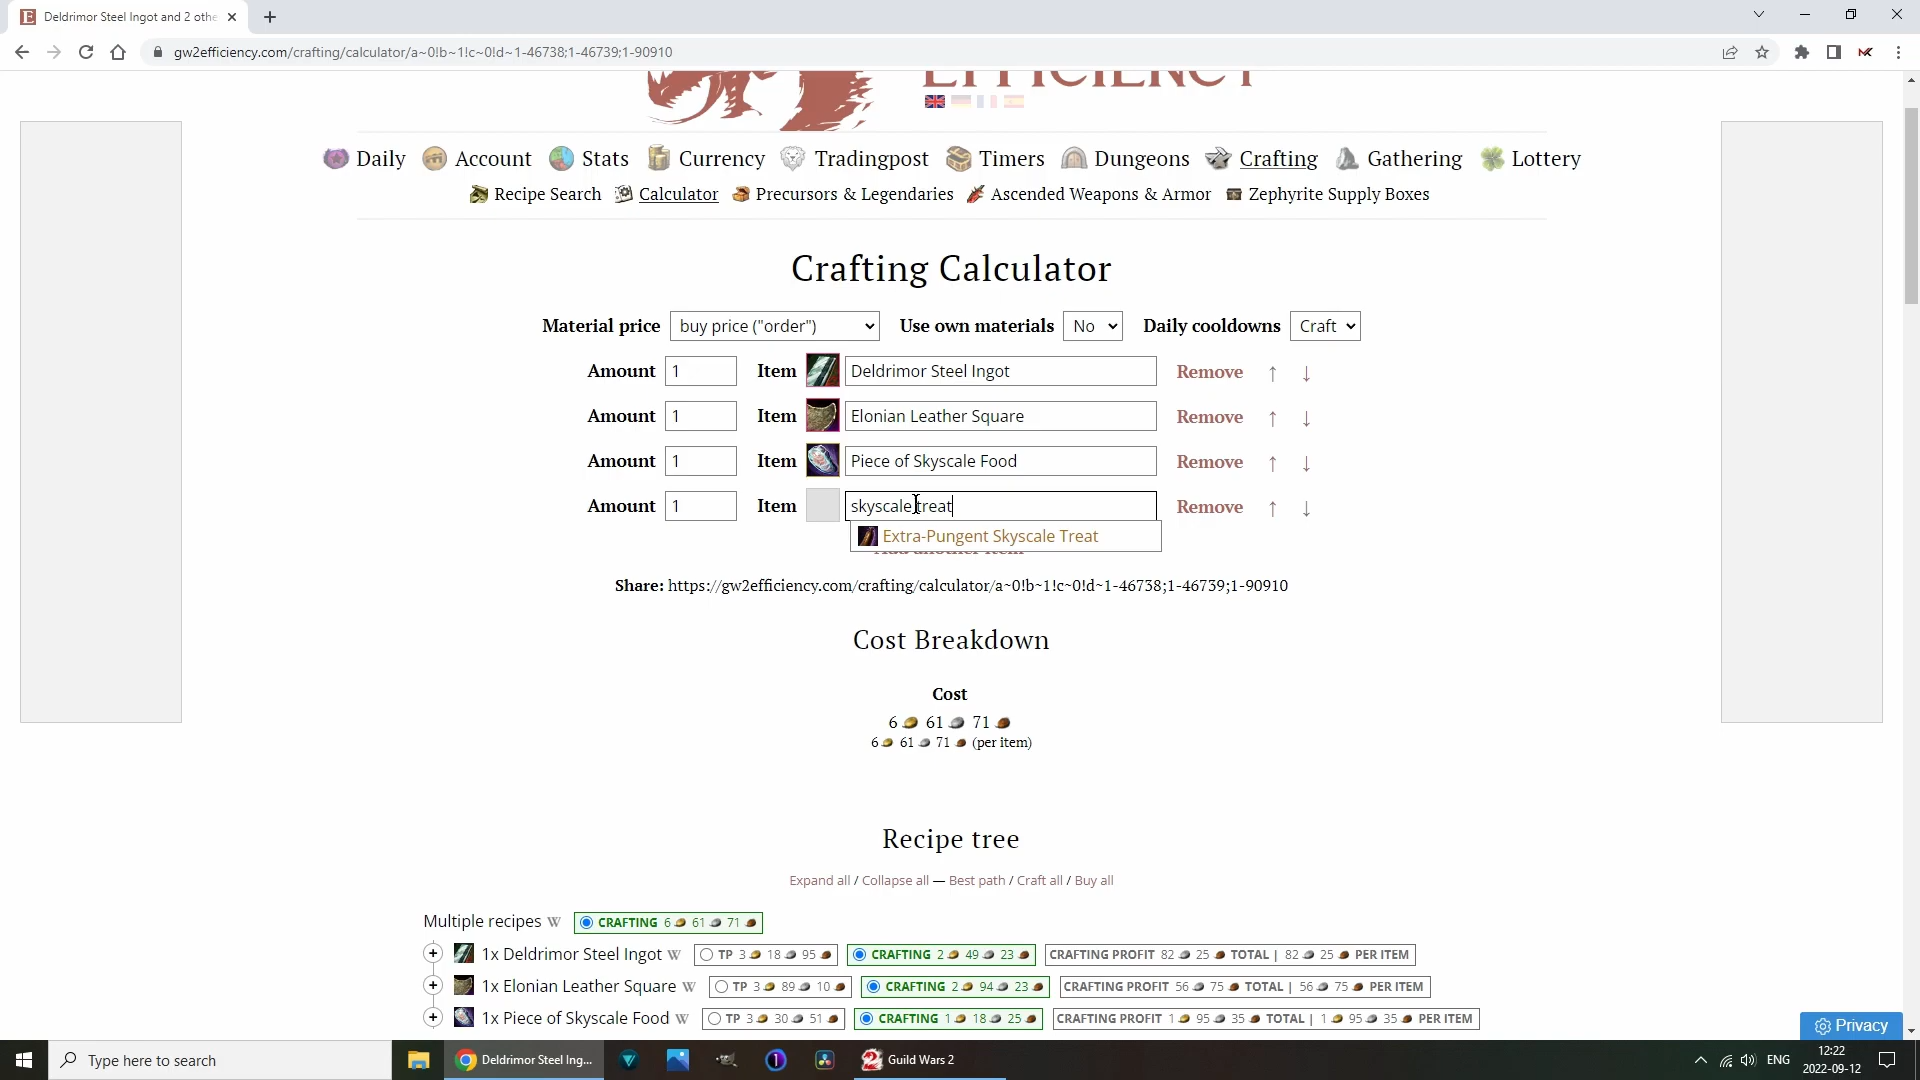 Deldrimor Steel Ingot and 2 othe
gw2efficiency.com/crafting/calculator/a~0!b~1!c~0!d~1-46738;1-46739;1-90910
EFFICIENCY
Daily Account Stats Currency Tradingpost Timers Dungeons Crafting Gathering Lottery
Recipe Search Calculator Precursors & Legendaries Ascended Weapons & Armor Zephyrite Supply Boxes
Crafting Calculator
Material price buy price ("order") Use own materials No Daily cooldowns Craft
Amount 1 Item Deldrimor Steel Ingot Remove ↑ ↓
Amount 1 Item Elonian Leather Square Remove ↑ ↓
Amount 1 Item Piece of Skyscale Food Remove ↑ ↓
Amount 1 Item skyscale treat Remove ↑ ↓
Extra-Pungent Skyscale Treat
Share: https://gw2efficiency.com/crafting/calculator/a~0!b~1!c~0!d~1-46738;1-46739;1-90910
Cost Breakdown
Cost
6 61 71
6 61 71 (per item)
Recipe tree
Expand all / Collapse all — Best path / Craft all / Buy all
Multiple recipes W CRAFTING 6 61 71
+ 1x Deldrimor Steel Ingot W TP 3 18 95 CRAFTING 2 49 23 CRAFTING PROFIT 82 25 TOTAL | 82 25 PER ITEM
+ 1x Elonian Leather Square W TP 3 89 10 CRAFTING 2 94 23 CRAFTING PROFIT 56 75 TOTAL | 56 75 PER ITEM
+ 1x Piece of Skyscale Food W TP 3 30 51 CRAFTING 1 18 25 CRAFTING PROFIT 1 95 35 TOTAL | 1 95 35 PER ITEM
Privacy
Type here to search Deldrimor Steel Ing... Guild Wars 2 ENG 12:22
2022-09-12